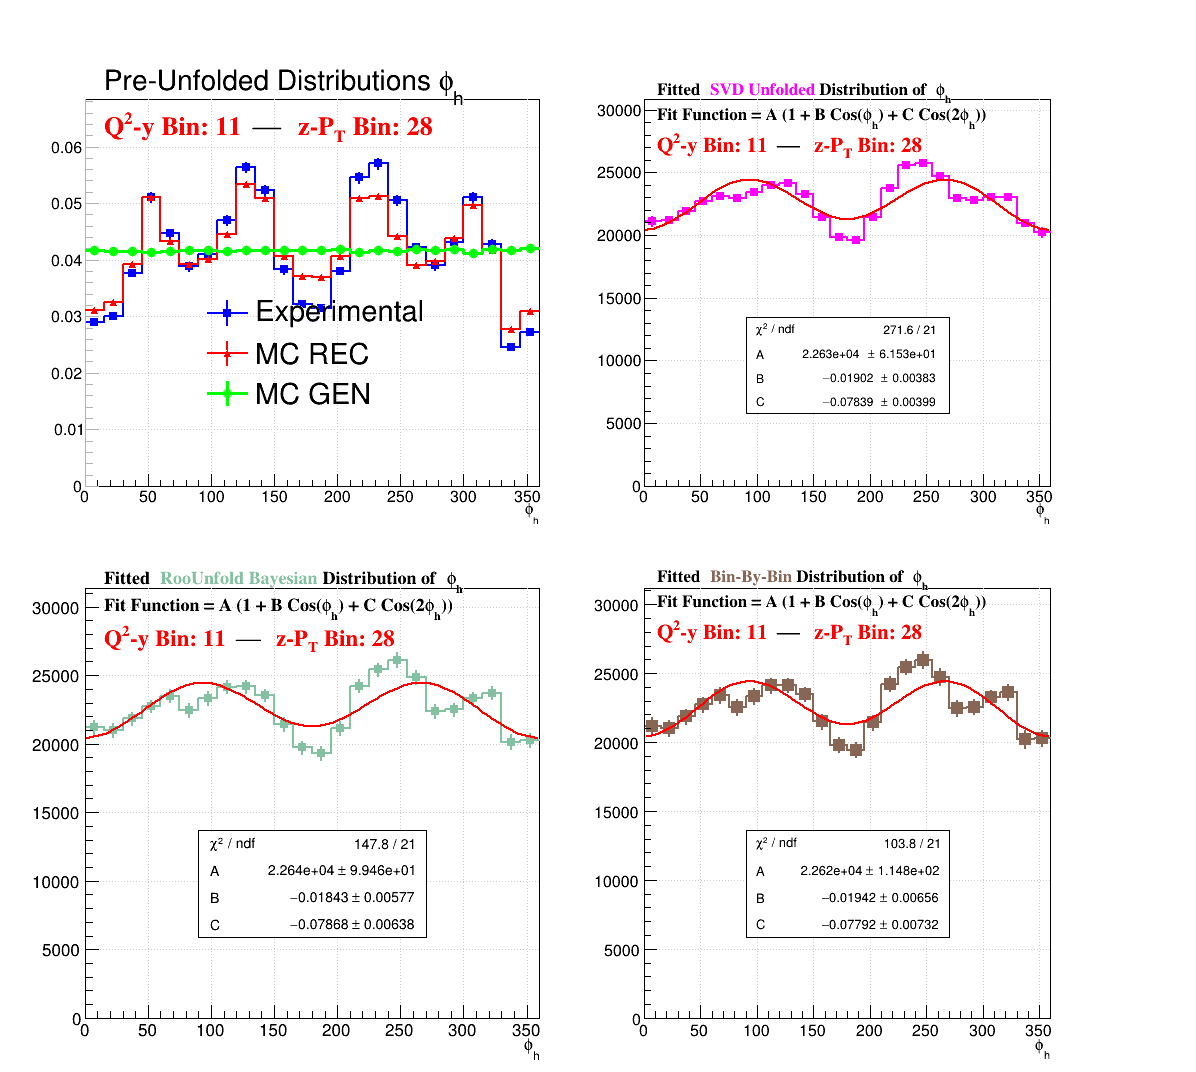 Pre-Unfolded Distributions ϕh
Q²-y Bin: 11 — z-PT Bin: 28
0.06
0.05
0.04
0.03
0.02
0.01
0
Experimental
MC REC
MC GEN
0 50 100 150 200 250 300 350
ϕh
Fitted SVD Unfolded Distribution of ϕh
Fit Function = A (1 + B Cos(ϕh) + C Cos(2ϕh))
Q²-y Bin: 11 — z-PT Bin: 28
30000
25000
20000
15000
10000
5000
0
χ² / ndf 271.6 / 21
A 2.263e+04 ± 6.153e+01
B −0.01902 ± 0.00383
C −0.07839 ± 0.00399
0 50 100 150 200 250 300 350
ϕh
Fitted RooUnfold Bayesian Distribution of ϕh
Fit Function = A (1 + B Cos(ϕh) + C Cos(2ϕh))
Q²-y Bin: 11 — z-PT Bin: 28
30000
25000
20000
15000
10000
5000
0
χ² / ndf 147.8 / 21
A 2.264e+04 ± 9.946e+01
B −0.01843 ± 0.00577
C −0.07868 ± 0.00638
0 50 100 150 200 250 300 350
ϕh
Fitted Bin-By-Bin Distribution of ϕh
Fit Function = A (1 + B Cos(ϕh) + C Cos(2ϕh))
Q²-y Bin: 11 — z-PT Bin: 28
30000
25000
20000
15000
10000
5000
0
χ² / ndf 103.8 / 21
A 2.262e+04 ± 1.148e+02
B −0.01942 ± 0.00656
C −0.07792 ± 0.00732
0 50 100 150 200 250 300 350
ϕh